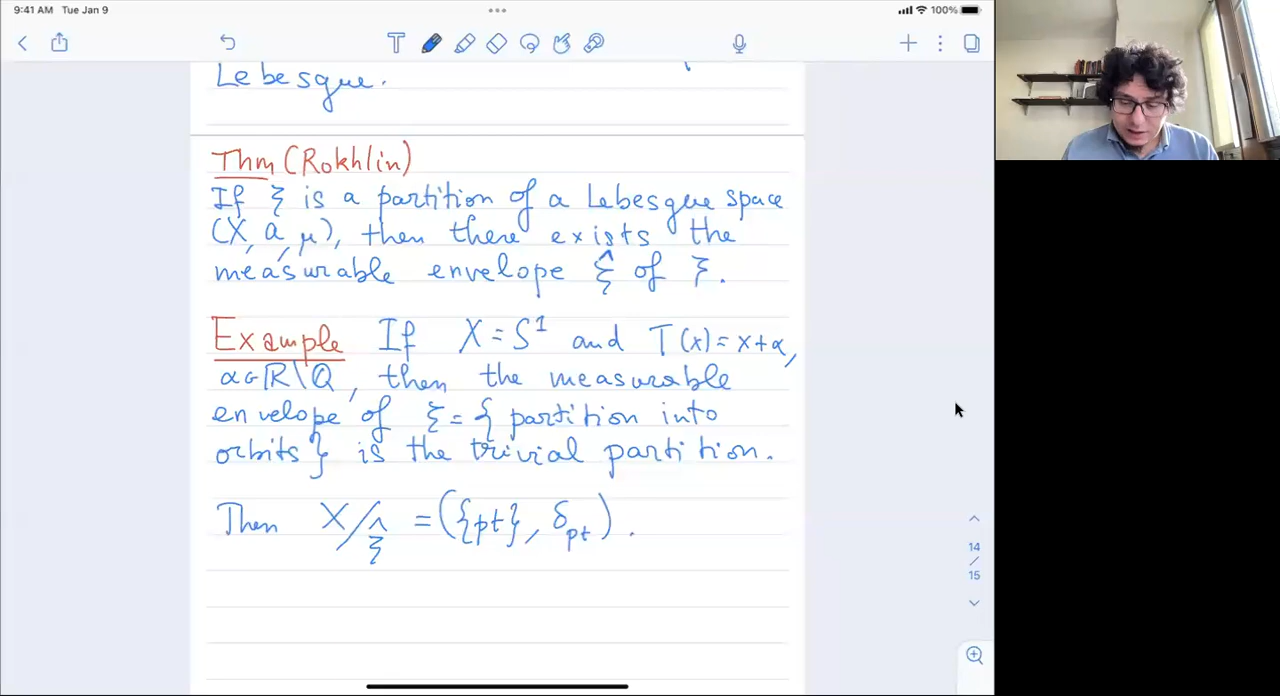 9:41 AM Tue Jan 9
100%
Lebesgue.
Thm (Rokhlin)
If ξ is a partition of a Lebesgue space
(X, a, μ), then there exists the
measurable envelope ξ̂ of ξ.
Example If X = S¹ and T(x) = x+α,
α∈ℝ\ℚ, then the measurable
envelope of ξ = { partition into
orbits } is the trivial partition.
Then X/ξ̂ = ({pt}, δ_pt).
14
/
15